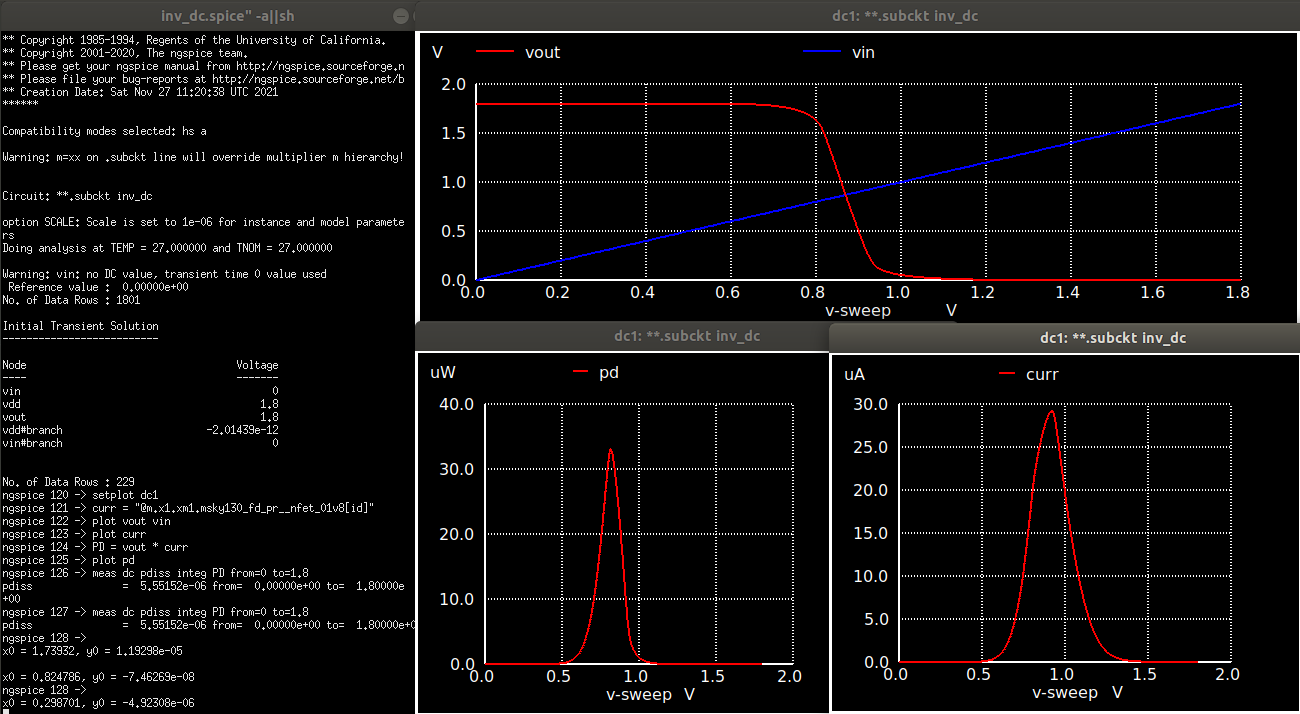 inv_dc.spice" -a||sh
** Copyright 1985-1994, Regents of the University of California.
** Copyright 2001-2020, The ngspice team.
** Please get your ngspice manual from http://ngspice.sourceforge.n
** Please file your bug-reports at http://ngspice.sourceforge.net/b
** Creation Date: Sat Nov 27 11:20:38 UTC 2021
******
Compatibility modes selected: hs a
Warning: m=xx on .subckt line will override multiplier m hierarchy!
Circuit: **.subckt inv_dc
option SCALE: Scale is set to 1e-06 for instance and model paramete
rs
Doing analysis at TEMP = 27.000000 and TNOM = 27.000000
Warning: vin: no DC value, transient time 0 value used
Reference value :  0.00000e+00
No. of Data Rows : 1801
Initial Transient Solution
--------------------------
Node Voltage
---- -------
vin 0
vdd 1.8
vout 1.8
vdd#branch -2.01439e-12
vin#branch 0
No. of Data Rows : 229
ngspice 120 -> setplot dc1
ngspice 121 -> curr = "@m.x1.xm1.msky130_fd_pr__nfet_01v8[id]"
ngspice 122 -> plot vout vin
ngspice 123 -> plot curr
ngspice 124 -> PD = vout * curr
ngspice 125 -> plot pd
ngspice 126 -> meas dc pdiss integ PD from=0 to=1.8
pdiss =  5.55152e-06 from=  0.00000e+00 to=  1.80000e
+00
ngspice 127 -> meas dc pdiss integ PD from=0 to=1.8
pdiss =  5.55152e-06 from=  0.00000e+00 to=  1.80000e+0
ngspice 128 ->
x0 = 1.73932, y0 = 1.19298e-05
x0 = 0.824786, y0 = -7.46269e-08
ngspice 128 ->
x0 = 0.298701, y0 = -4.92308e-06
dc1: **.subckt inv_dc
V vout vin
2.0
1.5
1.0
0.5
0.0
0.0 0.2 0.4 0.6 0.8 1.0 1.2 1.4 1.6 1.8
v-sweep V
dc1: **.subckt inv_dc
uW pd
40.0
30.0
20.0
10.0
0.0
0.0 0.5 1.0 1.5 2.0
v-sweep V
dc1: **.subckt inv_dc
uA curr
30.0
25.0
20.0
15.0
10.0
5.0
0.0
0.0 0.5 1.0 1.5 2.0
v-sweep V